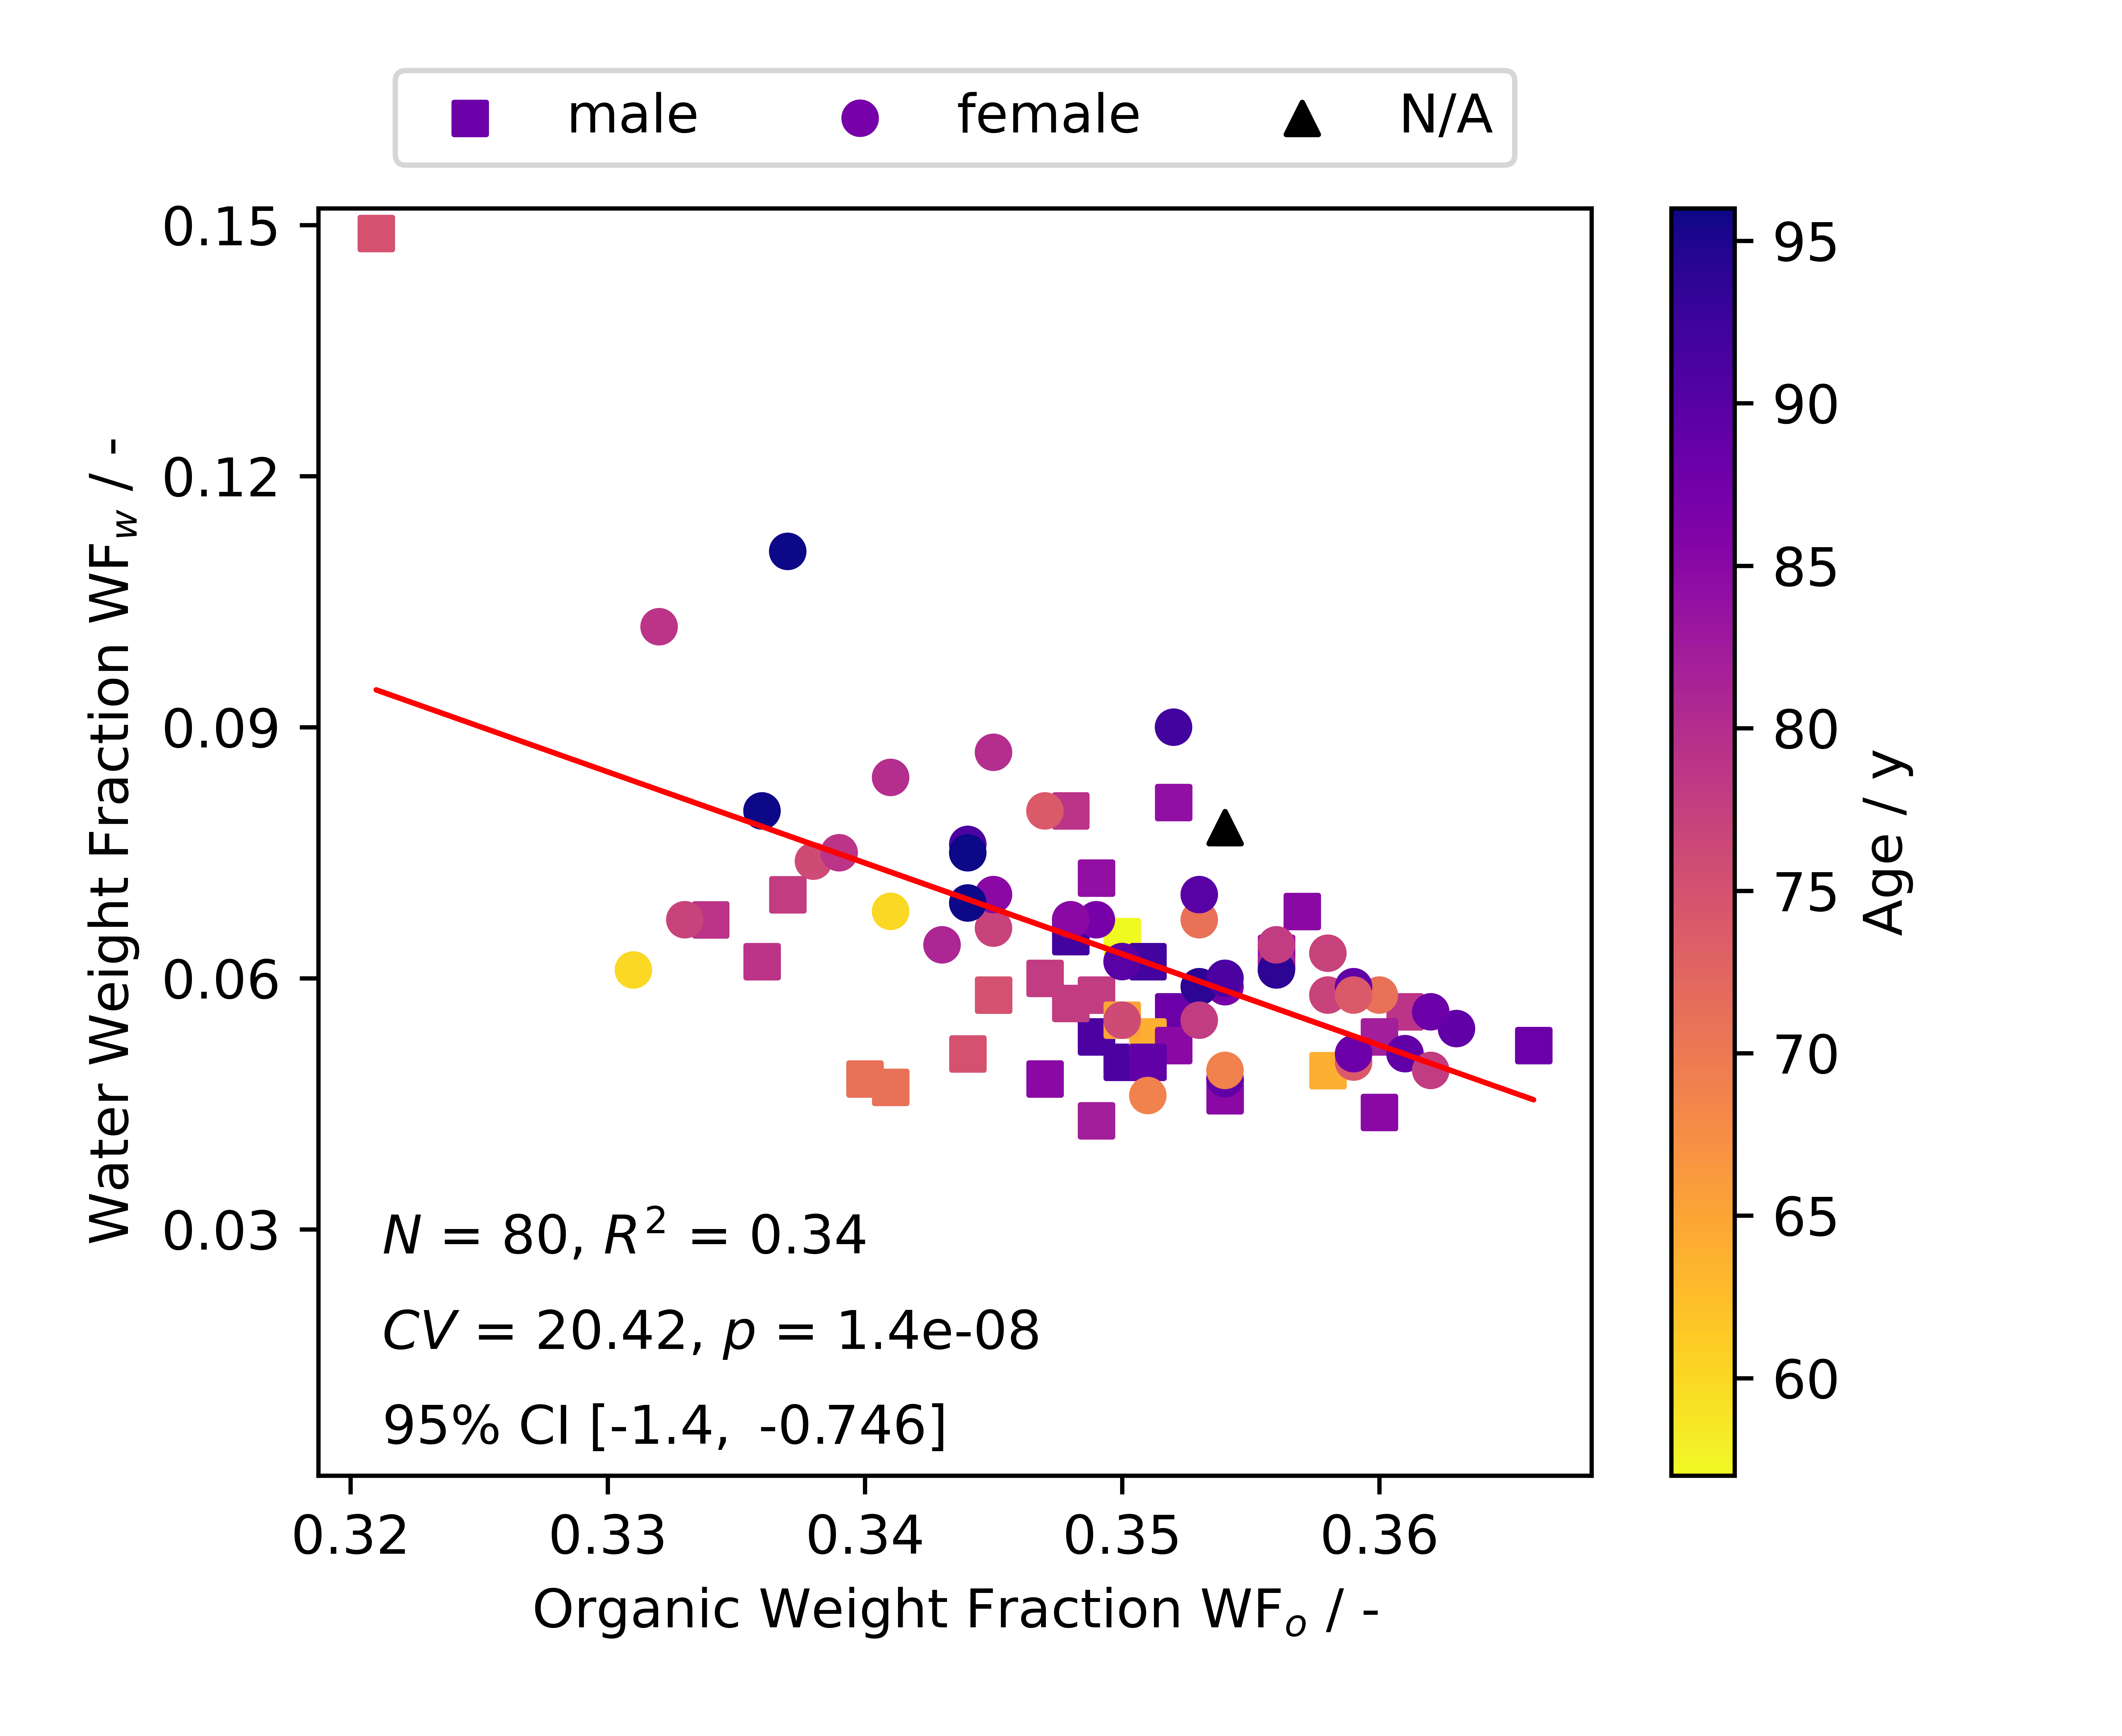 male female N/A
0.15
0.12
0.09
0.06
0.03
Water Weight Fraction WF_w / -
N = 80, R² = 0.34
CV = 20.42, p = 1.4e-08
95% CI [-1.4, -0.746]
0.32 0.33 0.34 0.35 0.36
Organic Weight Fraction WF_o / -
95
90
85
80
75
70
65
60
Age / y